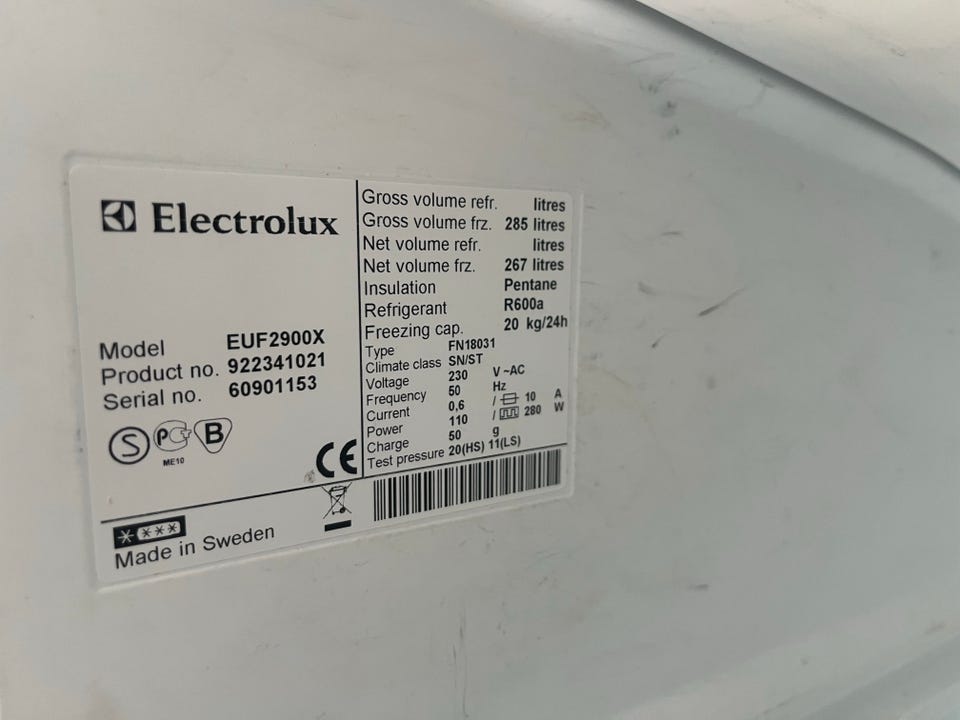 Electrolux
Model EUF2900X
Product no. 922341021
Serial no. 60901153
S PG B
ME10
CE
Gross volume refr. litres
Gross volume frz. 285 litres
Net volume refr. litres
Net volume frz. 267 litres
Insulation Pentane
Refrigerant R600a
Freezing cap. 20 kg/24h
Type FN18031
Climate class SN/ST
Voltage 230 V ~AC
Frequency 50 Hz
Current 0,6 / 10 A
Power 110 / 280 W
Charge 50 g
Test pressure 20(HS) 11(LS)
Made in Sweden